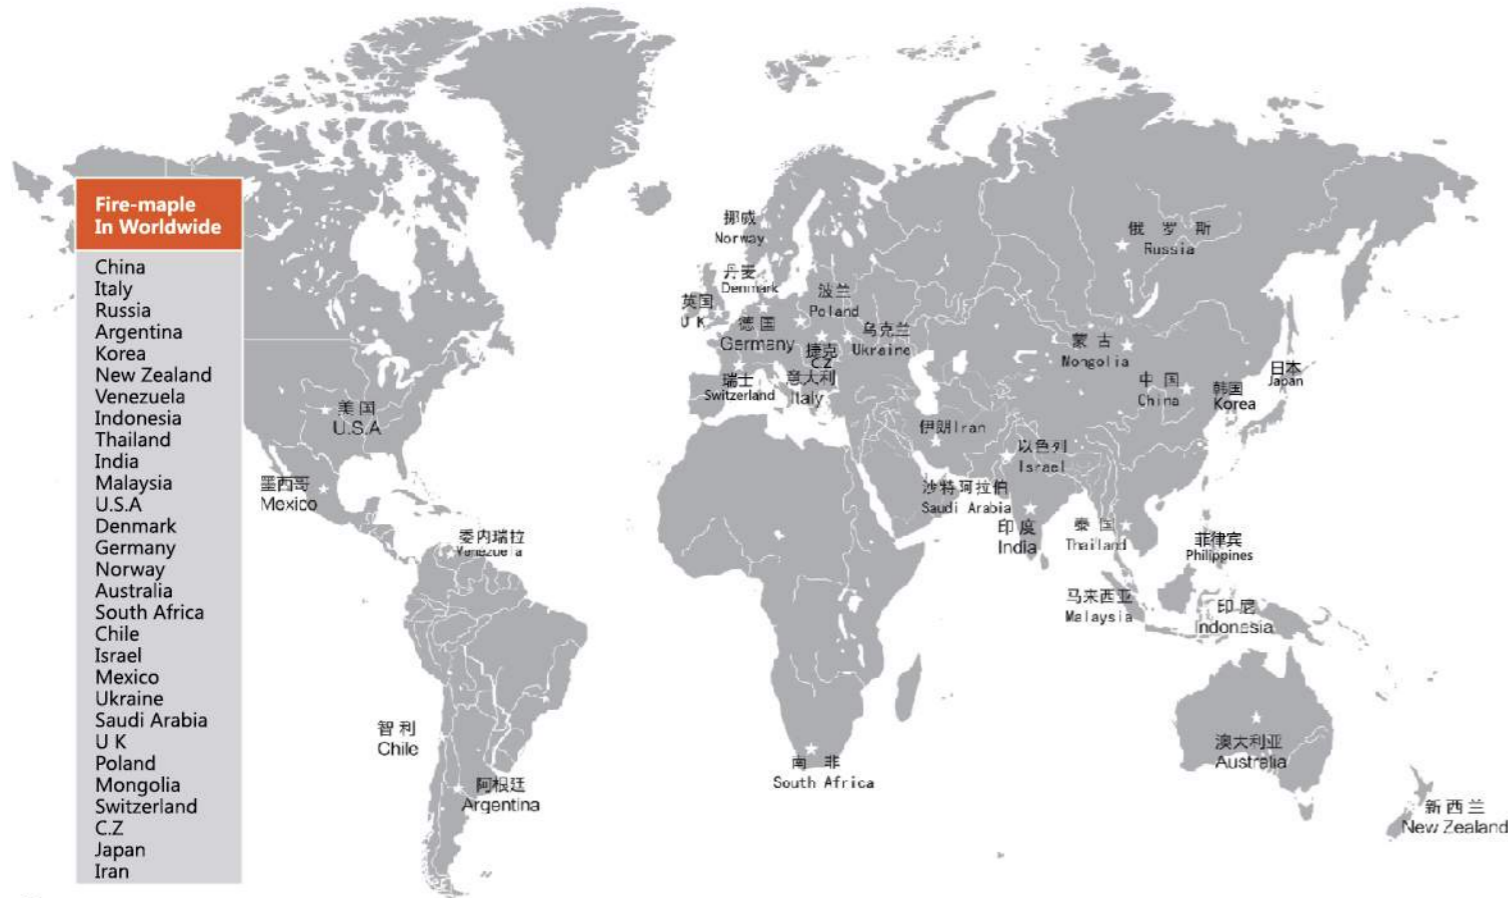 Fire-maple
In Worldwide
China
Italy
Russia
Argentina
Korea
New Zealand
Venezuela
Indonesia
Thailand
India
Malaysia
U.S.A
Denmark
Germany
Norway
Australia
South Africa
Chile
Israel
Mexico
Ukraine
Saudi Arabia
U K
Poland
Mongolia
Switzerland
C.Z
Japan
Iran
挪威
Norway
丹麦
Denmark
英国
U K
波兰
Poland
德国
Germany
乌克兰
Ukraine
捷克
C.Z
瑞士
Switzerland
意大利
Italy
俄 罗 斯
Russia
蒙 古
Mongolia
中 国
China
韩国
Korea
日本
Japan
美 国
U.S.A
墨西哥
Mexico
伊朗Iran
以色列
Israel
沙特阿拉伯
Saudi Arabia
印 度
India
泰 国
Thailand
菲律宾
Philippines
委内瑞拉
Venezuela
马来西亚
Malaysia
印 尼
Indonesia
智 利
Chile
阿根廷
Argentina
南 非
South Africa
澳大利亚
Australia
新 西 兰
New Zealand